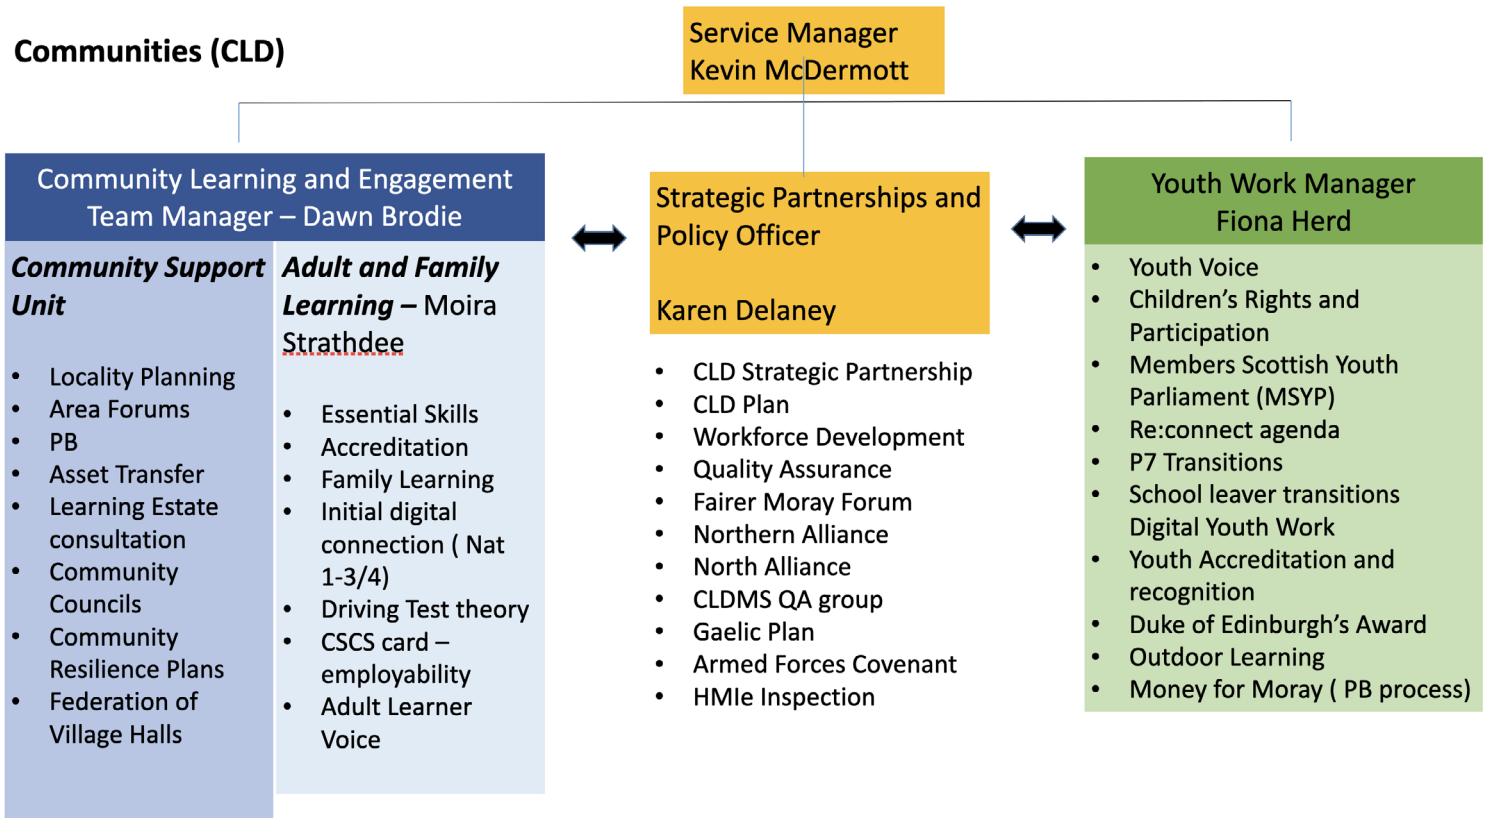 Communities (CLD)
Service Manager
Kevin McDermott
Community Learning and Engagement
Team Manager – Dawn Brodie
Community Support
Unit
• Locality Planning
• Area Forums
• PB
• Asset Transfer
• Learning Estate
consultation
• Community
Councils
• Community
Resilience Plans
• Federation of
Village Halls
Adult and Family
Learning – Moira
Strathdee
• Essential Skills
• Accreditation
• Family Learning
• Initial digital
connection ( Nat
1-3/4)
• Driving Test theory
• CSCS card –
employability
• Adult Learner
Voice
Strategic Partnerships and
Policy Officer
Karen Delaney
• CLD Strategic Partnership
• CLD Plan
• Workforce Development
• Quality Assurance
• Fairer Moray Forum
• Northern Alliance
• North Alliance
• CLDMS QA group
• Gaelic Plan
• Armed Forces Covenant
• HMIe Inspection
Youth Work Manager
Fiona Herd
• Youth Voice
• Children’s Rights and
Participation
• Members Scottish Youth
Parliament (MSYP)
• Re:connect agenda
• P7 Transitions
• School leaver transitions
Digital Youth Work
• Youth Accreditation and
recognition
• Duke of Edinburgh’s Award
• Outdoor Learning
• Money for Moray ( PB process)